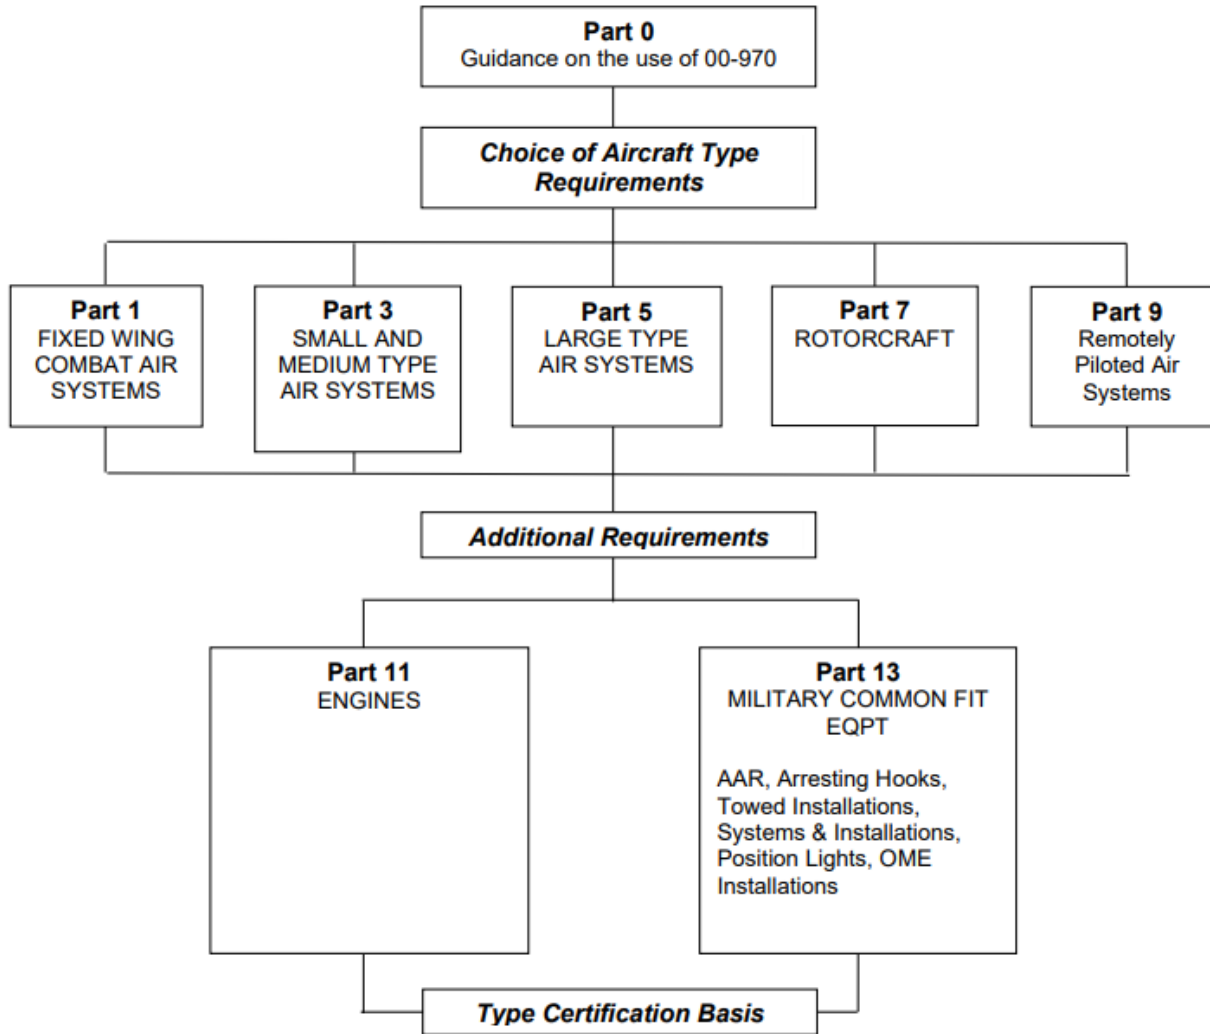 Part 0
Guidance on the use of 00-970
Choice of Aircraft Type
Requirements
Part 1
FIXED WING
COMBAT AIR
SYSTEMS
Part 3
SMALL AND
MEDIUM TYPE
AIR SYSTEMS
Part 5
LARGE TYPE
AIR SYSTEMS
Part 7
ROTORCRAFT
Part 9
Remotely
Piloted Air
Systems
Additional Requirements
Part 11
ENGINES
Part 13
MILITARY COMMON FIT
EQPT
AAR, Arresting Hooks,
Towed Installations,
Systems & Installations,
Position Lights, OME
Installations
Type Certification Basis